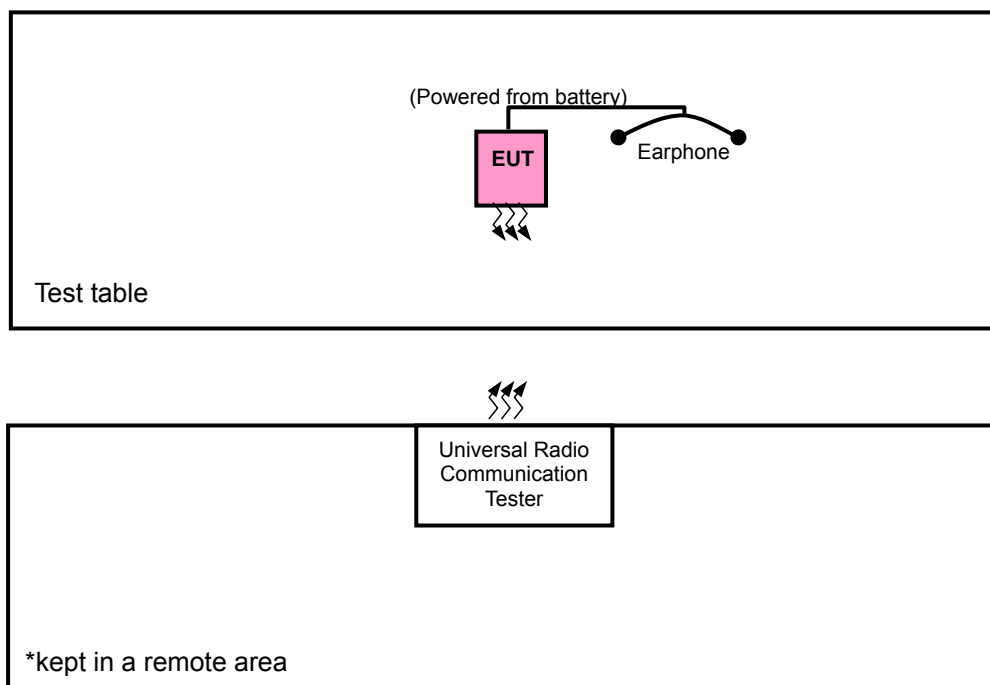 (Powered from battery)
EUT
Earphone
Test table
Universal Radio
Communication
Tester
*kept in a remote area